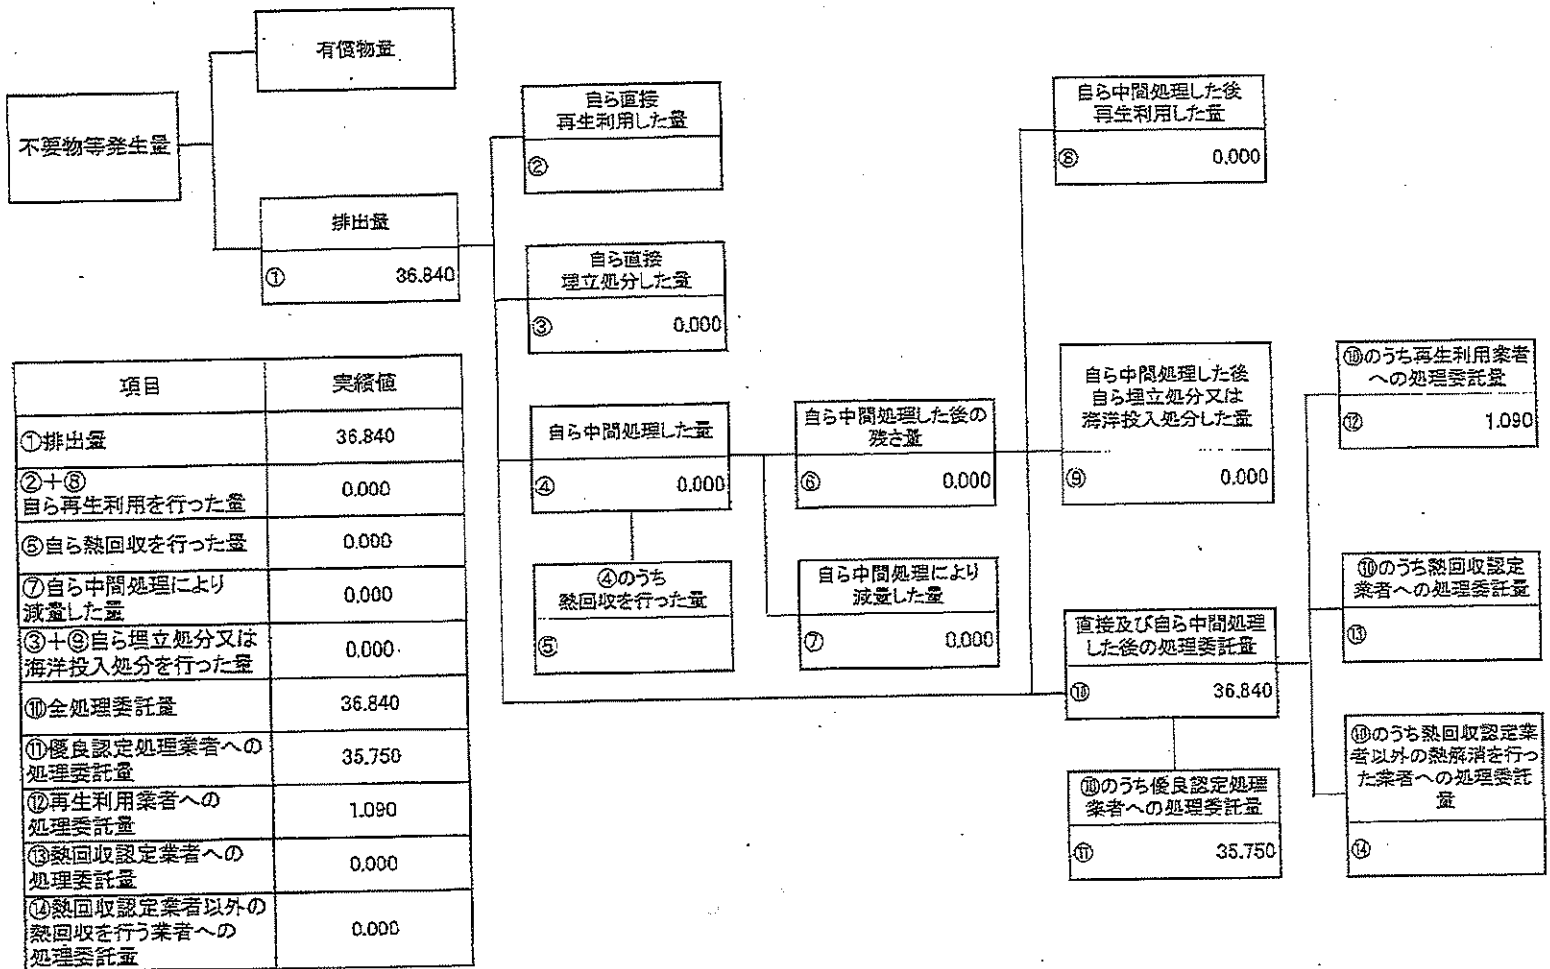 不要物等発生量
有償物量
排出量
① 36.840
自ら直接
再生利用した量
②
自ら直接
埋立処分した量
③ 0.000
自ら中間処理した量
④ 0.000
④のうち
熱回収を行った量
⑤
自ら中間処理した後の
残さ量
⑥ 0.000
自ら中間処理により
減量した量
⑦ 0.000
自ら中間処理した後
再生利用した量
⑧ 0.000
自ら中間処理した後
自ら埋立処分又は
海洋投入処分した量
⑨ 0.000
直接及び自ら中間処理
した後の処理委託量
⑩ 36.840
⑩のうち優良認定処理
業者への処理委託量
⑪ 35.750
⑩のうち再生利用業者
への処理委託量
⑫ 1.090
⑩のうち熱回収認定
業者への処理委託量
⑬
⑩のうち熱回収認定業
者以外の熱解消を行っ
た業者への処理委託
量
⑭
項目 実績値
①排出量 36.840
②+⑧
自ら再生利用を行った量 0.000
⑤自ら熱回収を行った量 0.000
⑦自ら中間処理により
減量した量 0.000
③+⑨自ら埋立処分又は
海洋投入処分を行った量 0.000
⑩全処理委託量 36.840
⑪優良認定処理業者への
処理委託量 35.750
⑫再生利用業者への
処理委託量 1.090
⑬熱回収認定業者への
処理委託量 0.000
⑭熱回収認定業者以外の
熱回収を行う業者への
処理委託量 0.000